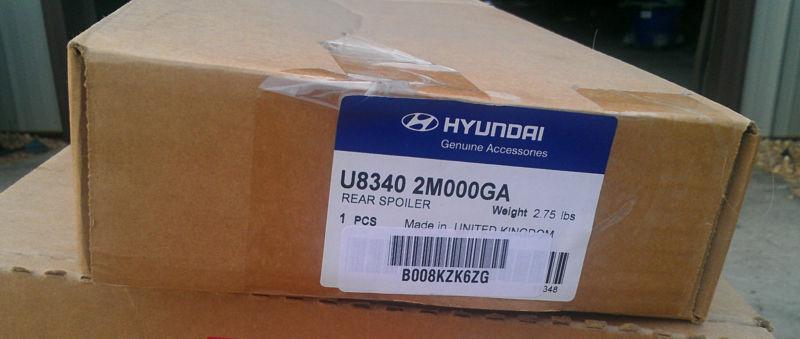 HYUNDAI
Genuine Accessories
U8340 2M000GA
REAR SPOILER
Weight 2.75 lbs
1 PCS Made in UNITED KINGDOM
B008KZK6ZG
348